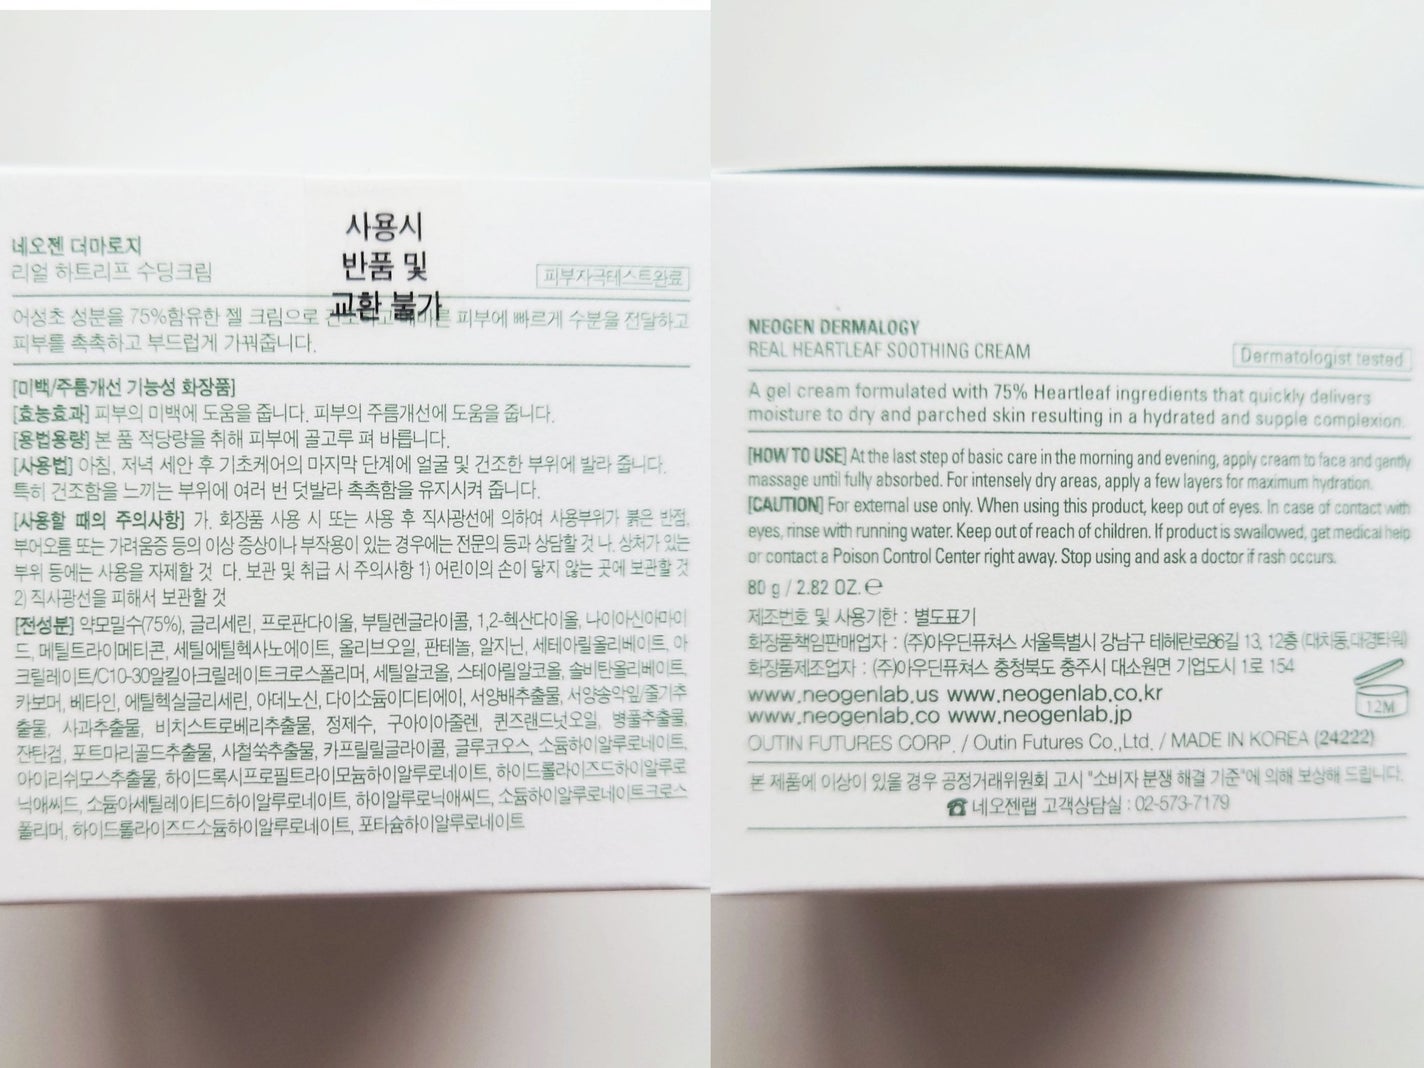 사용시
반품 및
교환 불가
네오젠 더마로지
리얼 하트리프 수딩크림
피부자극테스트완료
어성초 성분을 75%함유한 젤 크림으로 피부에 빠르게 수분을 전달하고
피부를 촉촉하고 부드럽게 가꿔줍니다.
[미백/주름개선 기능성 화장품]
[효능효과] 피부의 미백에 도움을 줍니다. 피부의 주름개선에 도움을 줍니다.
[용법용량] 본 품 적당량을 취해 피부에 골고루 펴 바릅니다.
[사용법] 아침, 저녁 세안 후 기초케어의 마지막 단계에 얼굴 및 건조한 부위에 발라 줍니다.
특히 건조함을 느끼는 부위에 여러 번 덧발라 촉촉함을 유지시켜 줍니다.
[사용할 때의 주의사항] 가. 화장품 사용 시 또는 사용 후 직사광선에 의하여 사용부위가 붉은 반점,
부어오름 또는 가려움증 등의 이상 증상이나 부작용이 있는 경우에는 전문의 등과 상담할 것 나. 상처가 있는
부위 등에는 사용을 자제할 것 다. 보관 및 취급 시 주의사항 1) 어린이의 손이 닿지 않는 곳에 보관할 것
2) 직사광선을 피해서 보관할 것
[전성분] 약모밀수(75%), 글리세린, 프로판다이올, 부틸렌글라이콜, 1,2-헥산다이올, 나이아신아마이
드, 메틸트라이메티콘, 세틸에틸헥사노에이트, 올리브오일, 판테놀, 알지닌, 세테아릴올리베이트, 아
크릴레이트/C10-30알킬아크릴레이트크로스폴리머, 세틸알코올, 스테아릴알코올, 솔비탄올리베이트,
카보머, 베타인, 에틸헥실글리세린, 아데노신, 다이소듐이디티에이, 서양배추출물, 서양송악잎/줄기추
출물, 사과추출물, 비치스트로베리추출물, 정제수, 구아이아줄렌, 퀸즈랜드넛오일, 병풀추출물,
잔탄검, 포트마리골드추출물, 사철쑥추출물, 카프릴릴글라이콜, 글루코오스, 소듐하이알루로네이트,
아이리쉬모스추출물, 하이드록시프로필트라이모늄하이알루로네이트, 하이드롤라이즈드하이알루로
닉애씨드, 소듐아세틸레이티드하이알루로네이트, 하이알루로닉애씨드, 소듐하이알루로네이트크로스
폴리머, 하이드롤라이즈드소듐하이알루로네이트, 포타슘하이알루로네이트
NEOGEN DERMALOGY
REAL HEARTLEAF SOOTHING CREAM
Dermatologist tested
A gel cream formulated with 75% Heartleaf ingredients that quickly delivers
moisture to dry and parched skin resulting in a hydrated and supple complexion.
[HOW TO USE] At the last step of basic care in the morning and evening, apply cream to face and gently
massage until fully absorbed. For intensely dry areas, apply a few layers for maximum hydration.
[CAUTION] For external use only. When using this product, keep out of eyes. In case of contact with
eyes, rinse with running water. Keep out of reach of children. If product is swallowed, get medical help
or contact a Poison Control Center right away. Stop using and ask a doctor if rash occurs.
80 g / 2.82 OZ. ℮
제조번호 및 사용기한 : 별도표기
화장품책임판매업자 : (주)아우딘퓨쳐스 서울특별시 강남구 테헤란로86길 13, 12층 (대치동,대경타워)
화장품제조업자 : (주)아우딘퓨쳐스 충청북도 충주시 대소원면 기업도시 1로 154
www.neogenlab.us www.neogenlab.co.kr
www.neogenlab.co www.neogenlab.jp
12M
OUTIN FUTURES CORP. / Outin Futures Co.,Ltd. / MADE IN KOREA (24222)
본 제품에 이상이 있을 경우 공정거래위원회 고시 "소비자 분쟁 해결 기준"에 의해 보상해 드립니다.
☎ 네오젠랩 고객상담실 : 02-573-7179